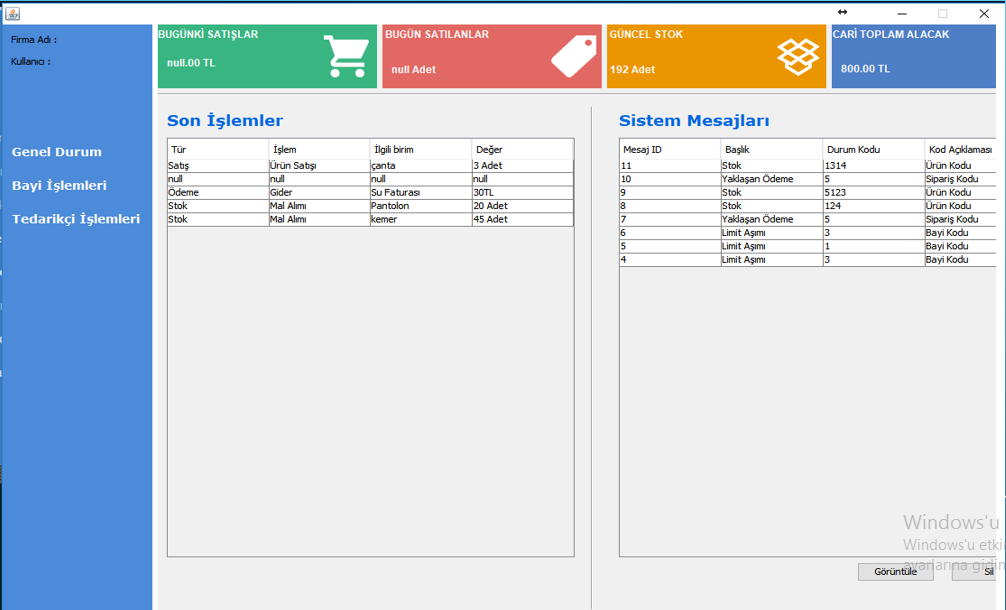 Firma Adı :
Kullanıcı :
Genel Durum
Bayi İşlemleri
Tedarikçi İşlemleri
BUGÜNKİ SATIŞLAR
null.00 TL
BUGÜN SATILANLAR
null Adet
GÜNCEL STOK
192 Adet
CARİ TOPLAM ALACAK
800.00 TL
Son İşlemler
Tür İşlem İlgili birim Değer
Satış Ürün Satışı çanta 3 Adet
null null null null
Ödeme Gider Su Faturası 30TL
Stok Mal Alımı Pantolon 20 Adet
Stok Mal Alımı kemer 45 Adet
Sistem Mesajları
Mesaj ID Başlık Durum Kodu Kod Açıklaması
11 Stok 1314 Ürün Kodu
10 Yaklaşan Ödeme 5 Sipariş Kodu
9 Stok 5123 Ürün Kodu
8 Stok 124 Ürün Kodu
7 Yaklaşan Ödeme 5 Sipariş Kodu
6 Limit Aşımı 3 Bayi Kodu
5 Limit Aşımı 1 Bayi Kodu
4 Limit Aşımı 3 Bayi Kodu
Windows'u
Windows'u etki
ayarlarına gidin
Görüntüle Sil